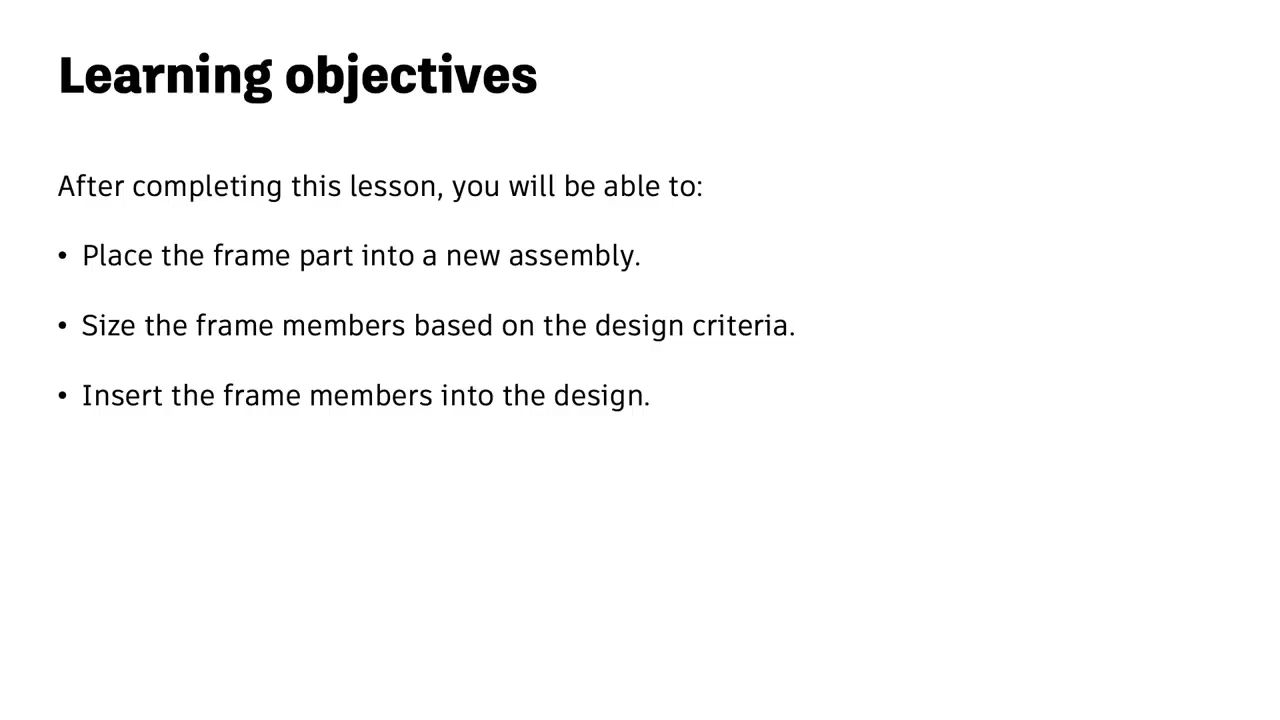 Learning objectives
After completing this lesson, you will be able to:
• Place the frame part into a new assembly.
• Size the frame members based on the design criteria.
• Insert the frame members into the design.